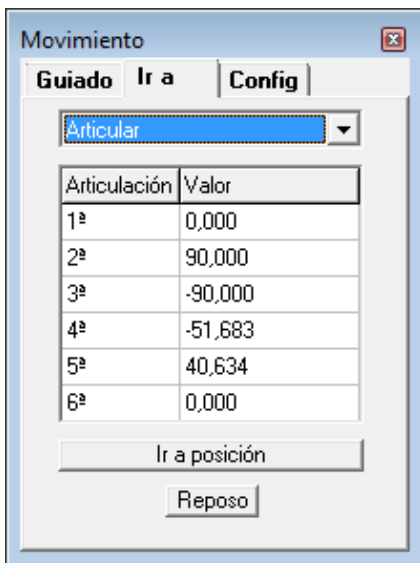 Movimiento
Guiado Ir a Config
Articular
Articulación Valor
1ª 0,000
2ª 90,000
3ª -90,000
4ª -51,683
5ª 40,634
6ª 0,000
Ir a posición
Reposo